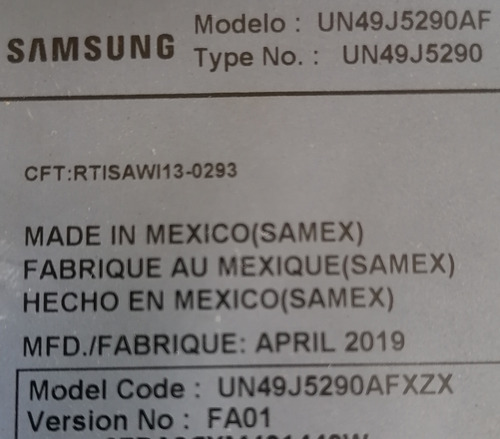 SAMSUNG
Modelo : UN49J5290AF
Type No. : UN49J5290
CFT:RTISAWI13-0293
MADE IN MEXICO(SAMEX)
FABRIQUE AU MEXIQUE(SAMEX)
HECHO EN MEXICO(SAMEX)
MFD./FABRIQUE: APRIL 2019
Model Code : UN49J5290AFXZX
Version No : FA01